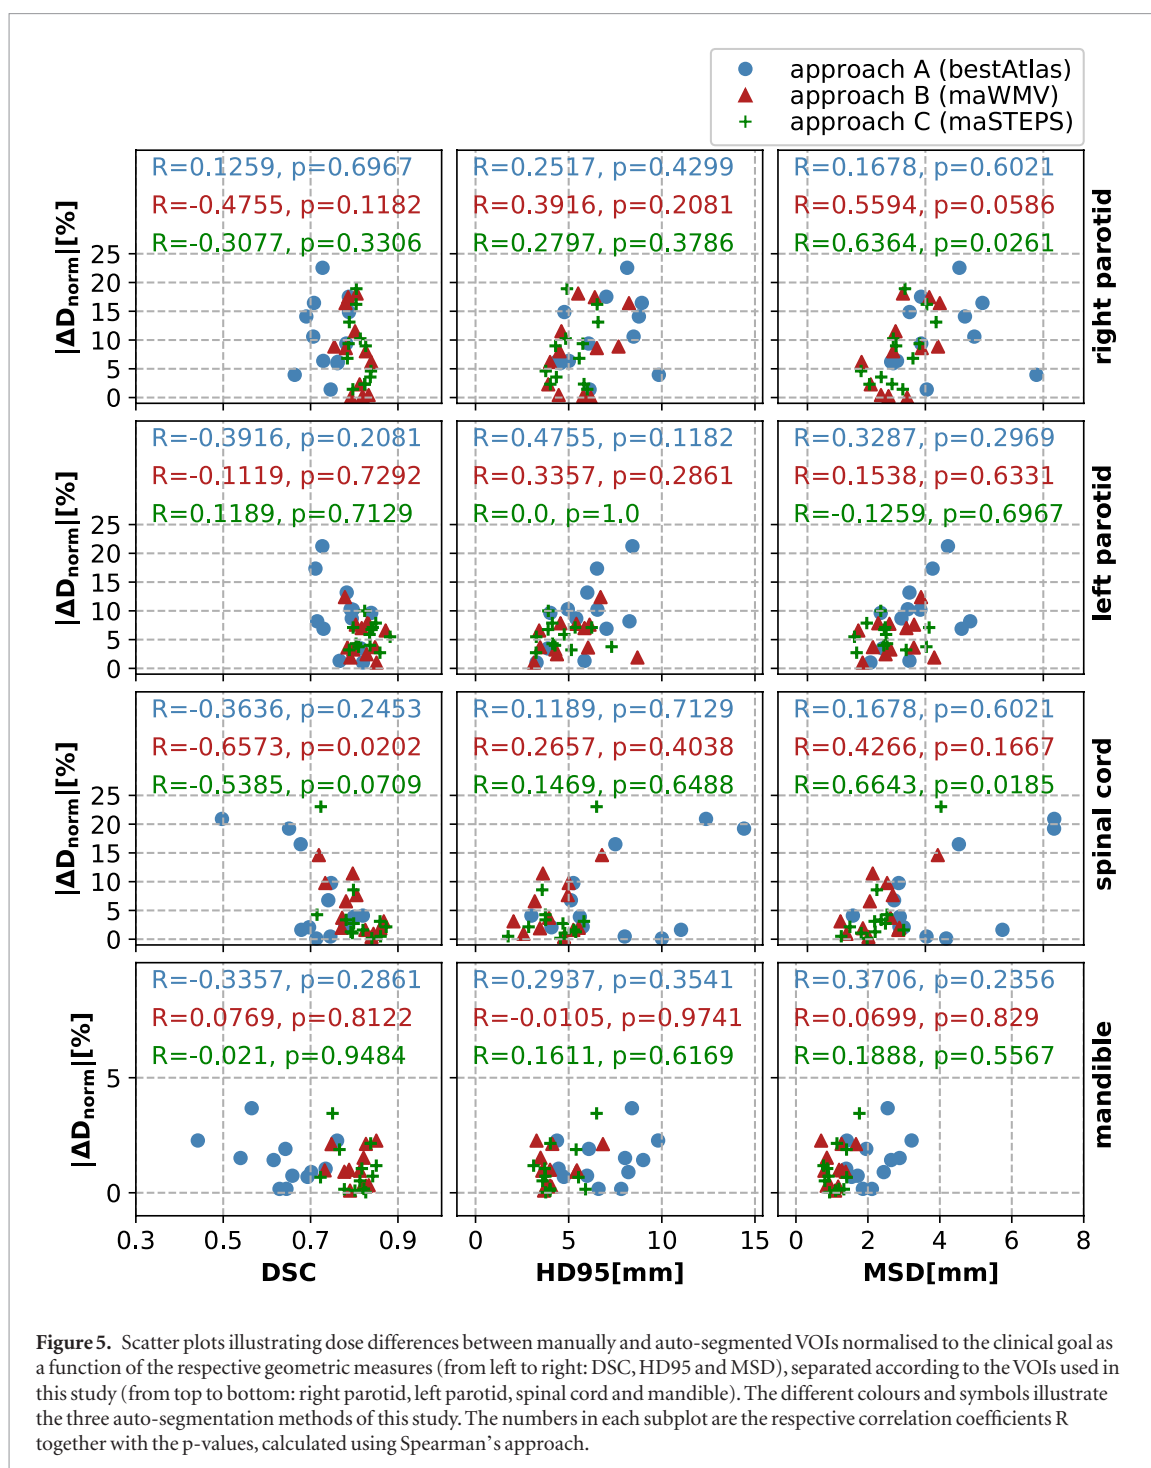 approach A (bestAtlas)
approach B (maWMV)
approach C (maSTEPS)
R=0.1259, p=0.6967
R=-0.4755, p=0.1182
R=-0.3077, p=0.3306
R=0.2517, p=0.4299
R=0.3916, p=0.2081
R=0.2797, p=0.3786
R=0.1678, p=0.6021
R=0.5594, p=0.0586
R=0.6364, p=0.0261
|ΔD_norm|[%]
25
20
15
10
5
0
right parotid
R=-0.3916, p=0.2081
R=-0.1119, p=0.7292
R=0.1189, p=0.7129
R=0.4755, p=0.1182
R=0.3357, p=0.2861
R=0.0, p=1.0
R=0.3287, p=0.2969
R=0.1538, p=0.6331
R=-0.1259, p=0.6967
|ΔD_norm|[%]
25
20
15
10
5
0
left parotid
R=-0.3636, p=0.2453
R=-0.6573, p=0.0202
R=-0.5385, p=0.0709
R=0.1189, p=0.7129
R=0.2657, p=0.4038
R=0.1469, p=0.6488
R=0.1678, p=0.6021
R=0.4266, p=0.1667
R=0.6643, p=0.0185
|ΔD_norm|[%]
25
20
15
10
5
0
spinal cord
R=-0.3357, p=0.2861
R=0.0769, p=0.8122
R=-0.021, p=0.9484
R=0.2937, p=0.3541
R=-0.0105, p=0.9741
R=0.1611, p=0.6169
R=0.3706, p=0.2356
R=0.0699, p=0.829
R=0.1888, p=0.5567
|ΔD_norm|[%]
5
0
mandible
0.3 0.5 0.7 0.9
DSC
0 5 10 15
HD95[mm]
0 2 4 6 8
MSD[mm]
Figure 5. Scatter plots illustrating dose differences between manually and auto-segmented VOIs normalised to the clinical goal as
a function of the respective geometric measures (from left to right: DSC, HD95 and MSD), separated according to the VOIs used in
this study (from top to bottom: right parotid, left parotid, spinal cord and mandible). The different colours and symbols illustrate
the three auto-segmentation methods of this study. The numbers in each subplot are the respective correlation coefficients R
together with the p-values, calculated using Spearman's approach.